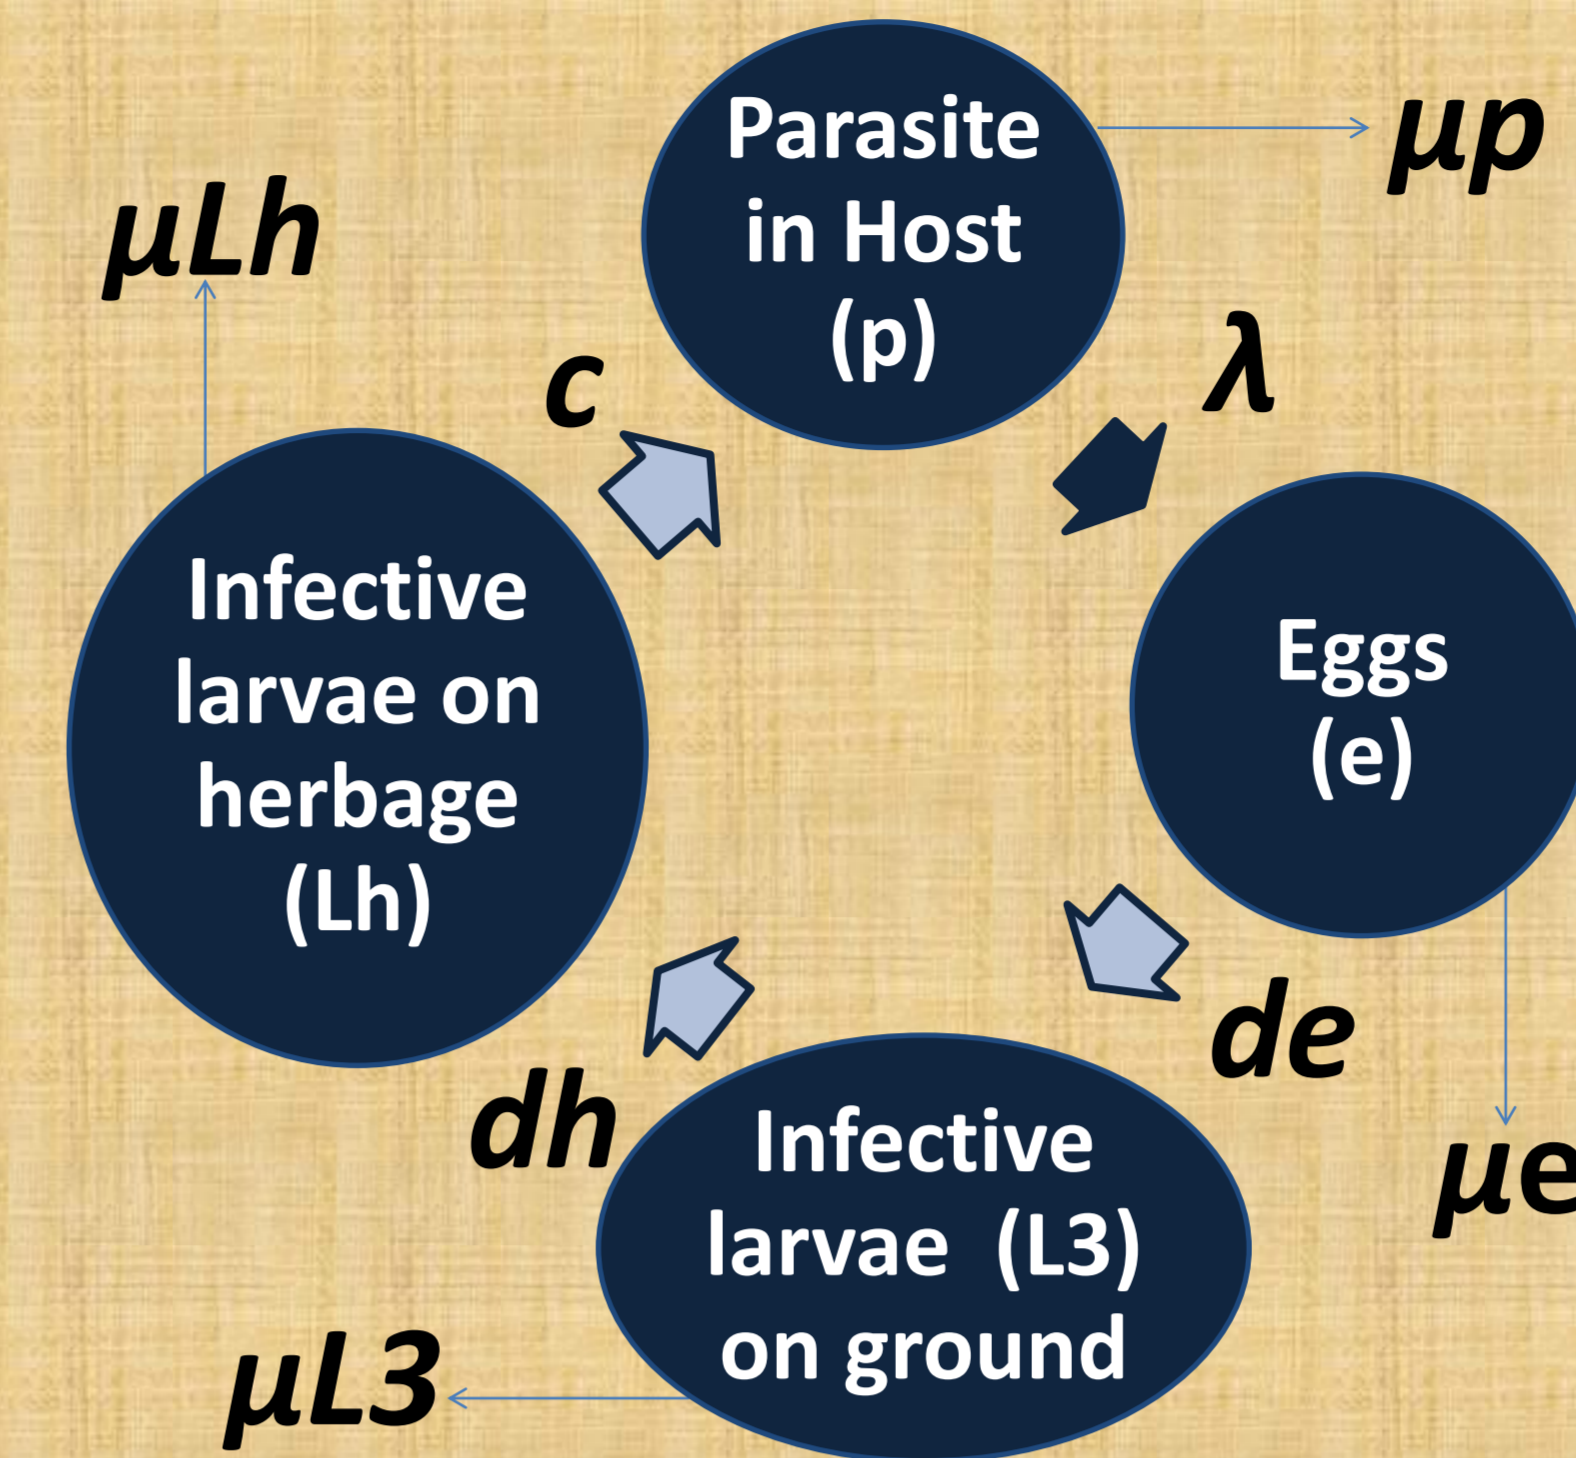 Parasite
in Host
(p)
μp
μLh
c
λ
Infective
larvae on
herbage
(Lh)
Eggs
(e)
de
dh
μe
Infective
larvae (L3)
on ground
μL3